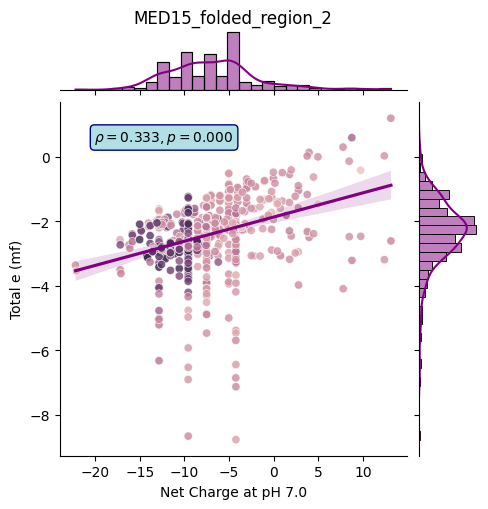 MED15_folded_region_2
ρ = 0.333, p = 0.000
Total e (mf)
0
−2
−4
−6
−8
−20 −15 −10 −5 0 5 10
Net Charge at pH 7.0